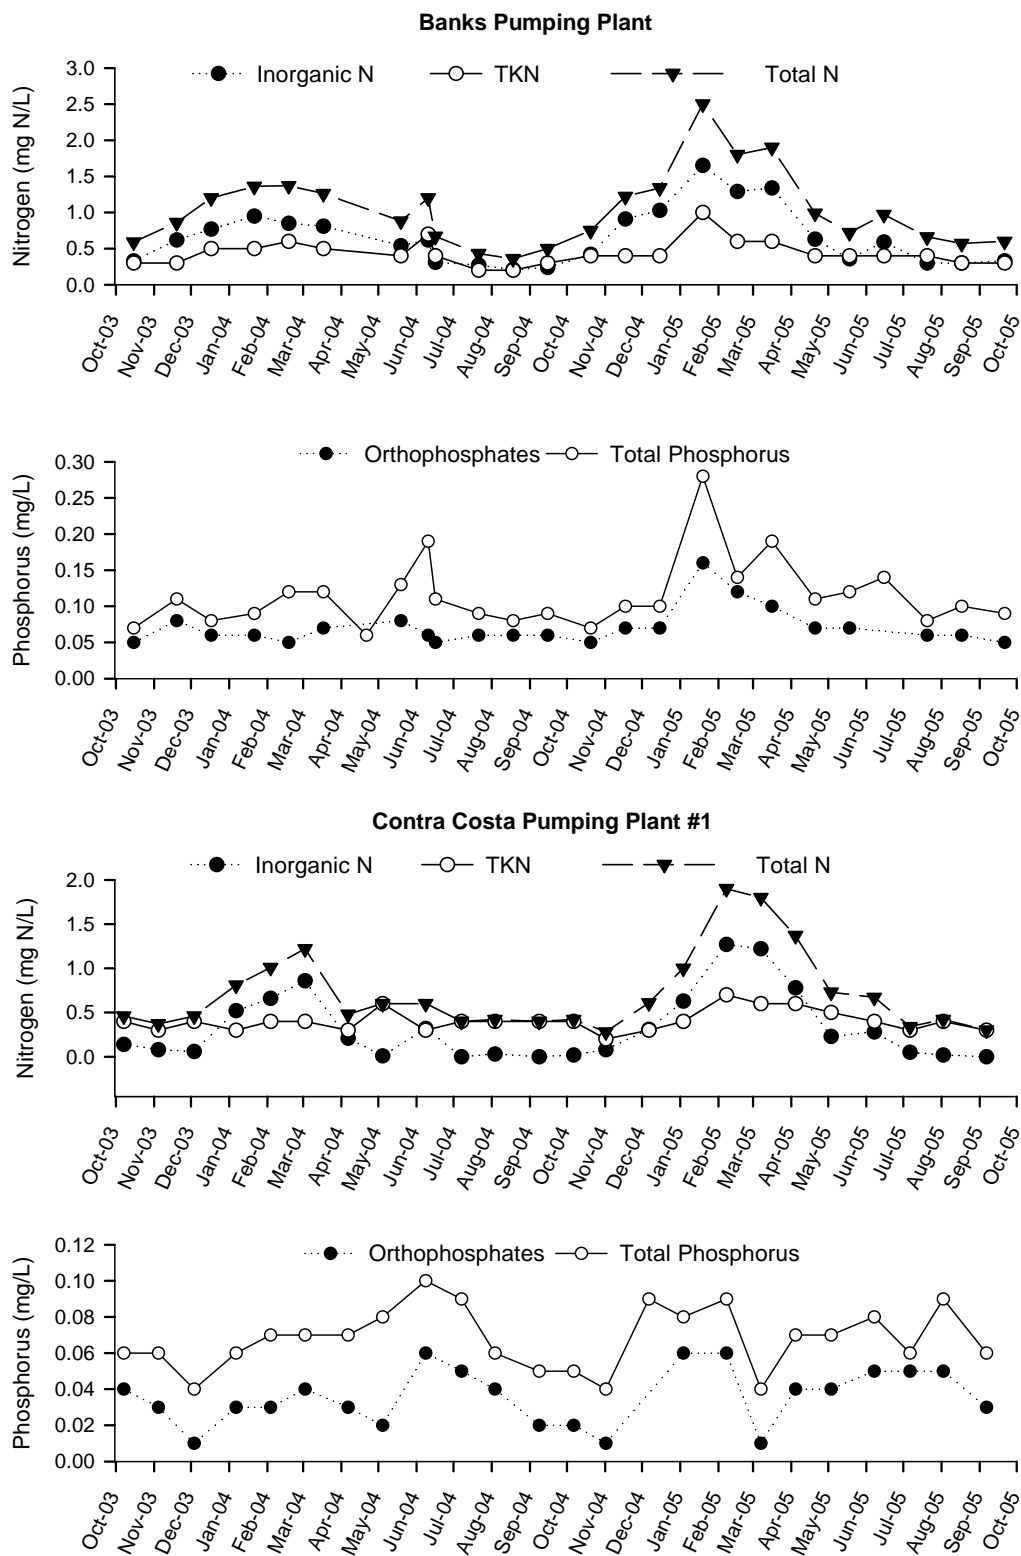 Banks Pumping Plant
Inorganic N TKN Total N
Nitrogen (mg N/L)
3.0
2.5
2.0
1.5
1.0
0.5
0.0
Oct-03 Nov-03 Dec-03 Jan-04 Feb-04 Mar-04 Apr-04 May-04 Jun-04 Jul-04 Aug-04 Sep-04 Oct-04 Nov-04 Dec-04 Jan-05 Feb-05 Mar-05 Apr-05 May-05 Jun-05 Jul-05 Aug-05 Sep-05 Oct-05
Orthophosphates Total Phosphorus
Phosphorus (mg/L)
0.30
0.25
0.20
0.15
0.10
0.05
0.00
Oct-03 Nov-03 Dec-03 Jan-04 Feb-04 Mar-04 Apr-04 May-04 Jun-04 Jul-04 Aug-04 Sep-04 Oct-04 Nov-04 Dec-04 Jan-05 Feb-05 Mar-05 Apr-05 May-05 Jun-05 Jul-05 Aug-05 Sep-05 Oct-05
Contra Costa Pumping Plant #1
Inorganic N TKN Total N
Nitrogen (mg N/L)
2.0
1.5
1.0
0.5
0.0
Oct-03 Nov-03 Dec-03 Jan-04 Feb-04 Mar-04 Apr-04 May-04 Jun-04 Jul-04 Aug-04 Sep-04 Oct-04 Nov-04 Dec-04 Jan-05 Feb-05 Mar-05 Apr-05 May-05 Jun-05 Jul-05 Aug-05 Sep-05 Oct-05
Orthophosphates Total Phosphorus
Phosphorus (mg/L)
0.12
0.10
0.08
0.06
0.04
0.02
0.00
Oct-03 Nov-03 Dec-03 Jan-04 Feb-04 Mar-04 Apr-04 May-04 Jun-04 Jul-04 Aug-04 Sep-04 Oct-04 Nov-04 Dec-04 Jan-05 Feb-05 Mar-05 Apr-05 May-05 Jun-05 Jul-05 Aug-05 Sep-05 Oct-05